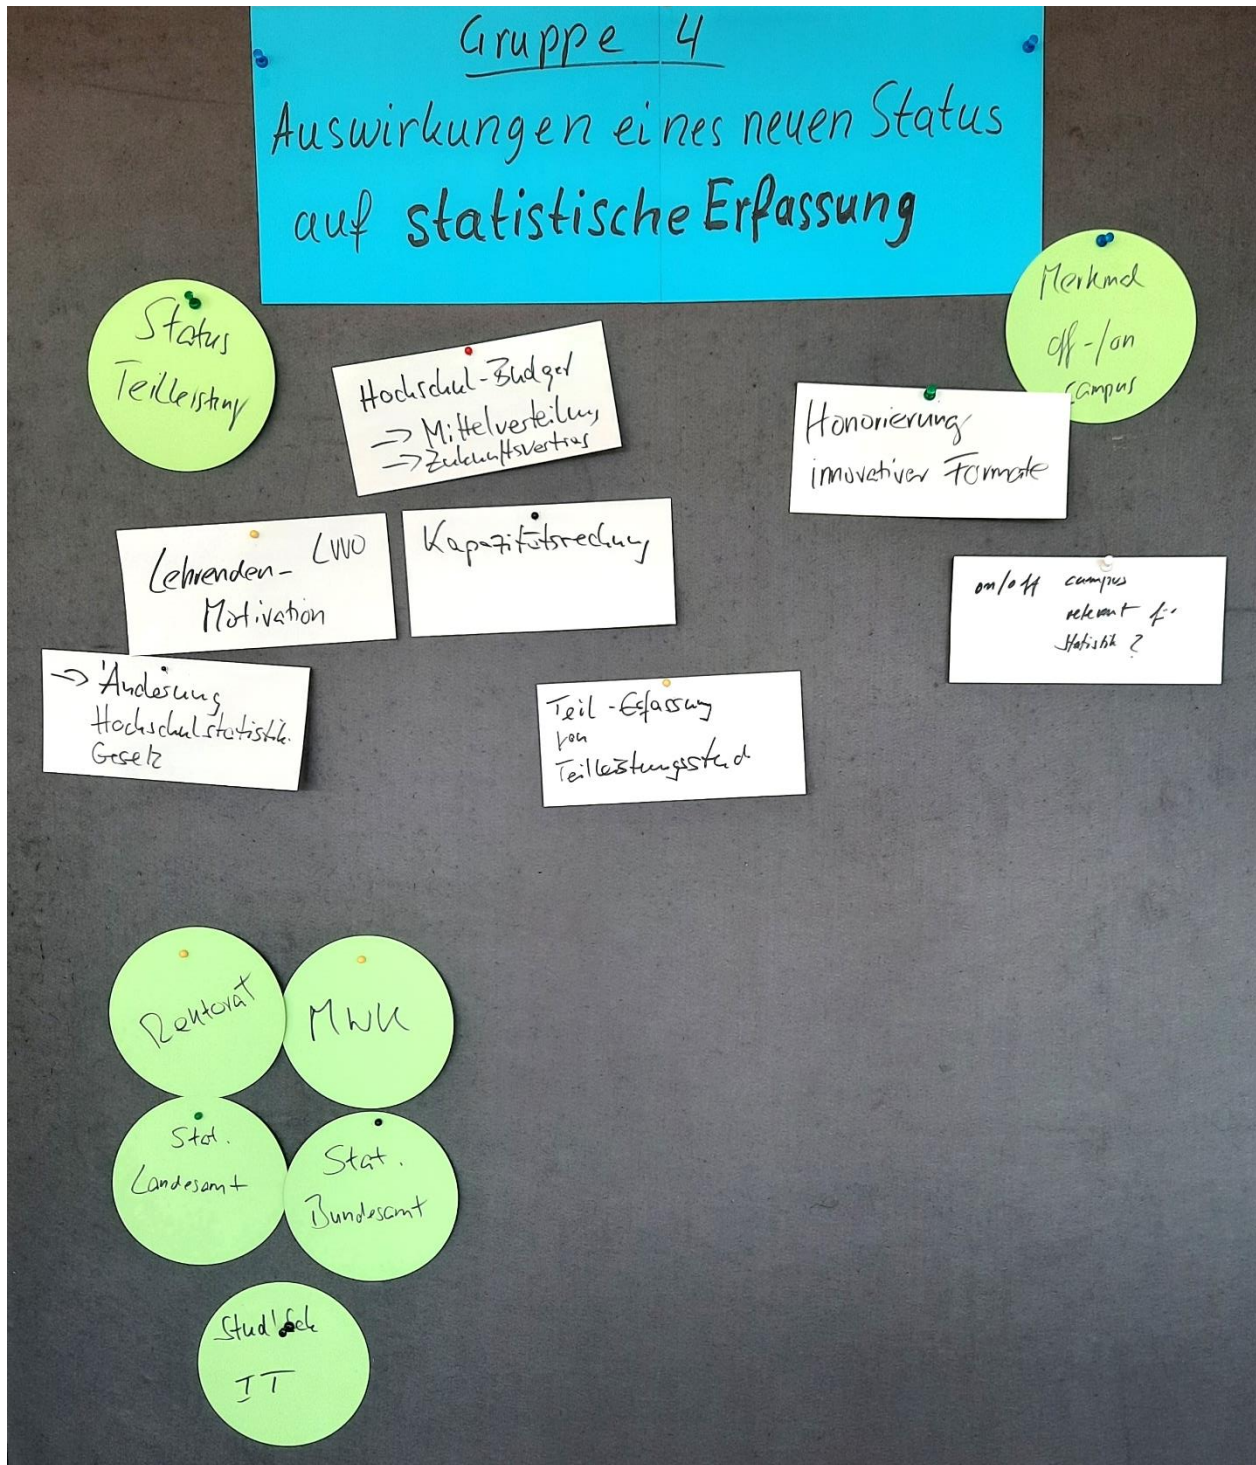 Gruppe 4
Auswirkungen eines neuen Status
auf statistische Erfassung
Status
Teilleistung
Hochschul-Budget
-> Mittelverteilung
-> Zukunftsvertrag
Merkmal
off-/on
campus
Honorierung
innovativer Formate
Lehrenden- LVVO
Motivation
Kapazitätsrechnung
on/off campus
relevant für
Statistik?
-> Änderung
Hochschulstatistik.
Gesetz
Teil-Erfassung
von
Teilleistungsstud
Rektorat
MWK
Stat.
Landesamt
Stat.
Bundesamt
Stud'Sek
IT